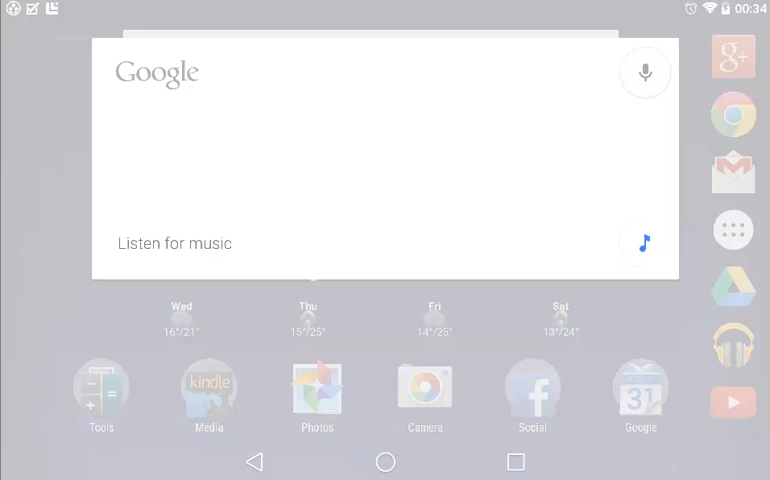 00:34
Google
g+
Listen for music
Wed
Thu
Fri
Sat
16°/21°
15°/25°
14°/25°
13°/24°
kindle
31
Tools
Media
Photos
Camera
Social
Google